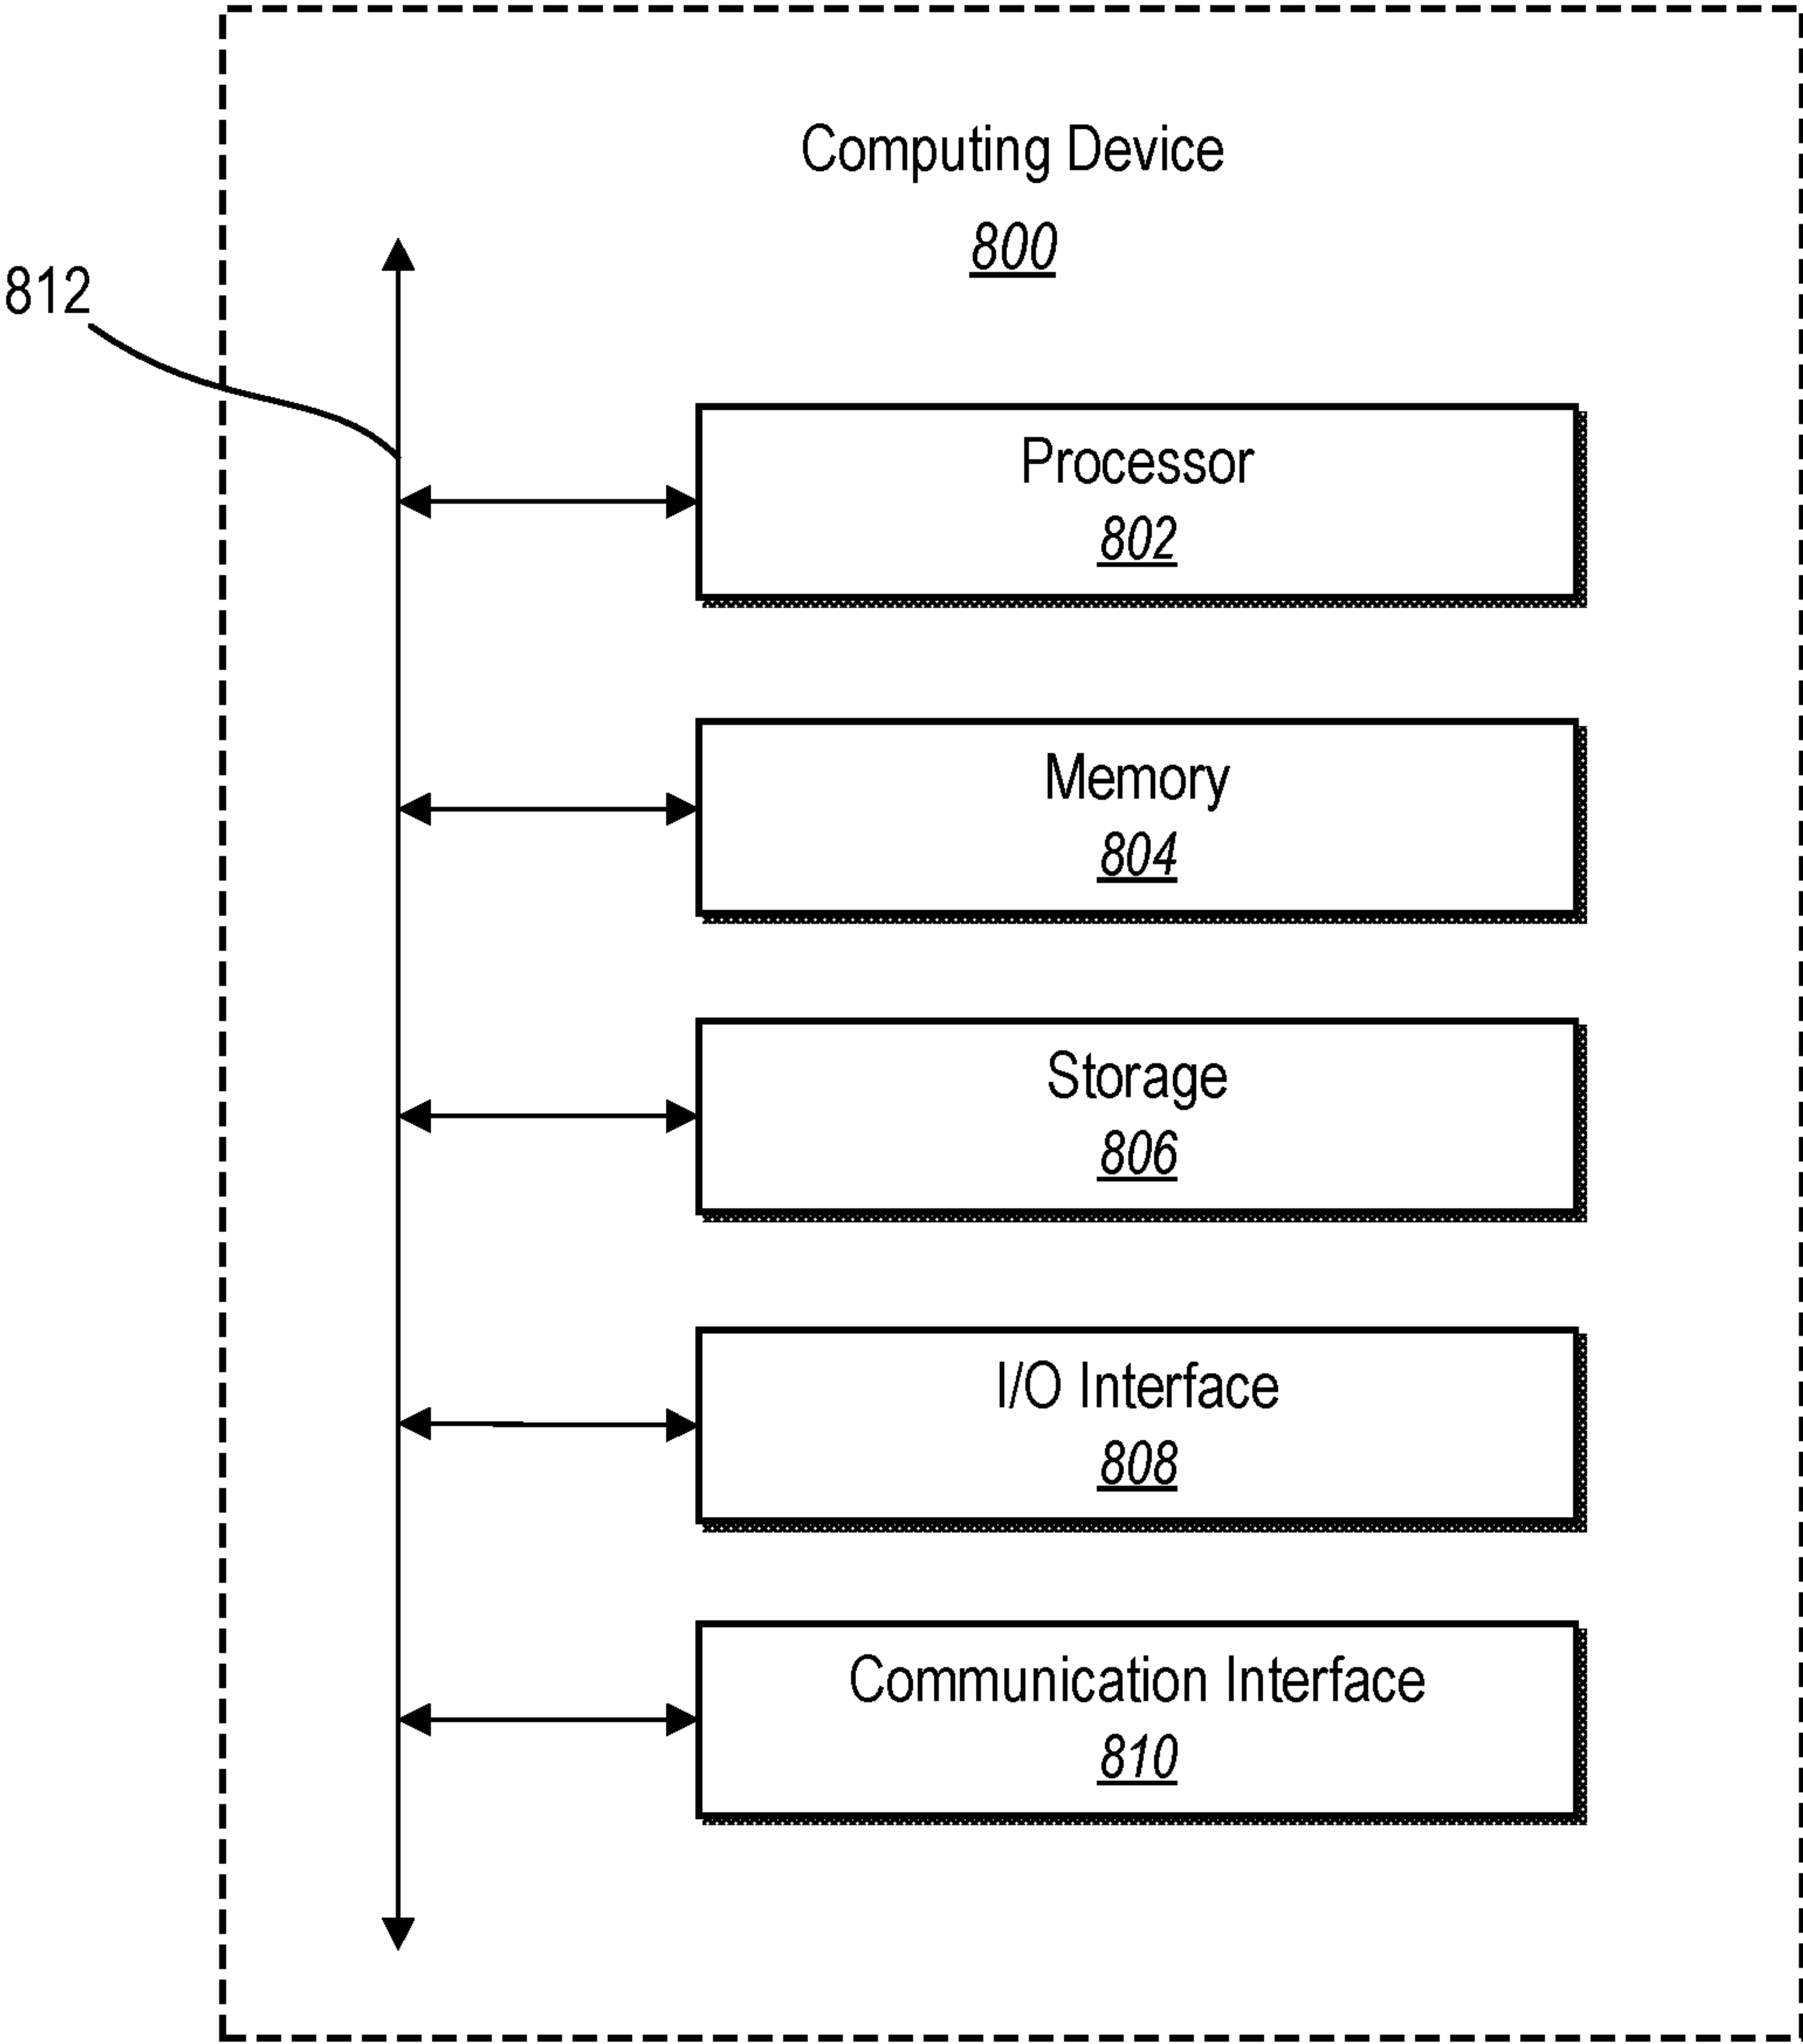 Computing Device
800
812
Processor
802
Memory
804
Storage
806
I/O Interface
808
Communication Interface
810